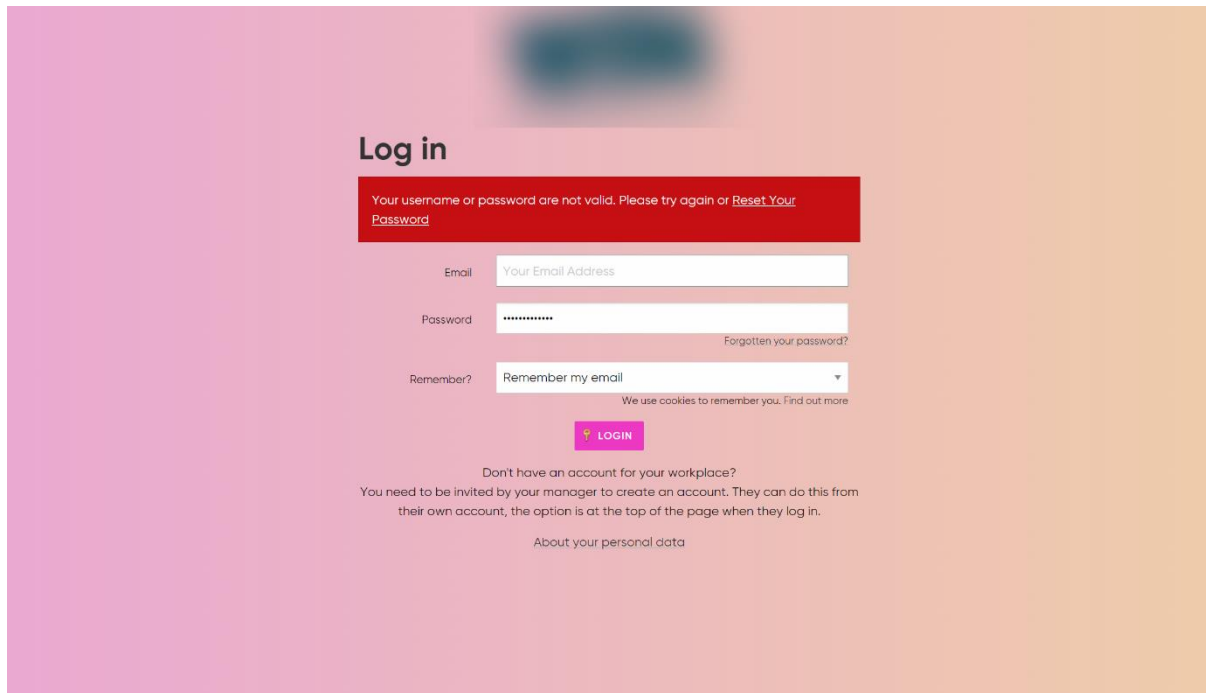 Log in
Your username or password are not valid. Please try again or Reset Your
Password
Email
Your Email Address
Password
•••••••••••••
Forgotten your password?
Remember?
Remember my email
We use cookies to remember you. Find out more
LOGIN
Don't have an account for your workplace?
You need to be invited by your manager to create an account. They can do this from
their own account, the option is at the top of the page when they log in.
About your personal data